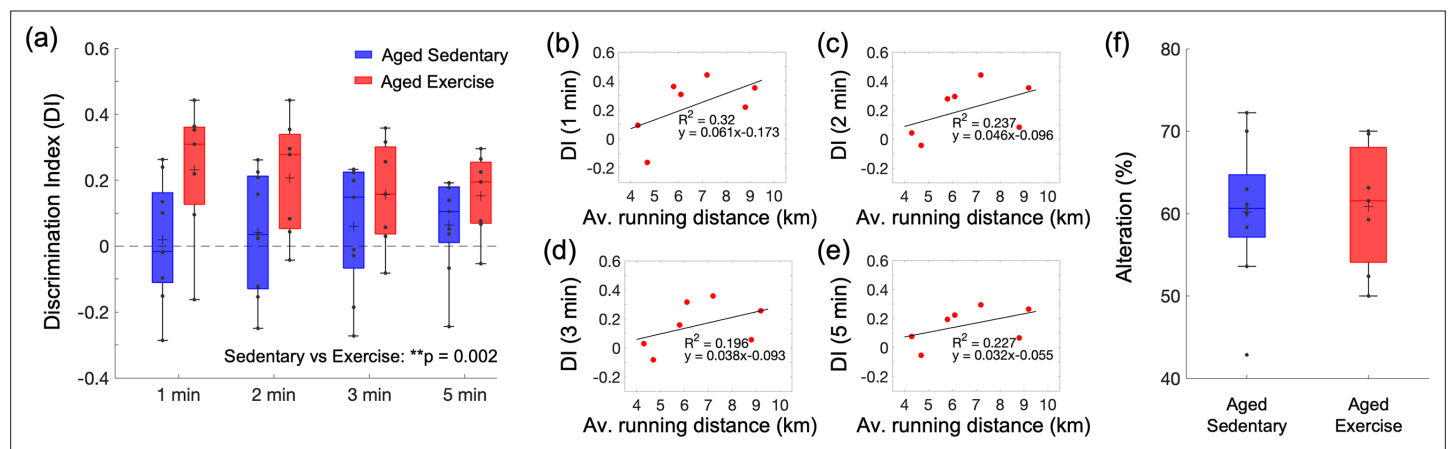 (a)
0.6
0.4
0.2
0
-0.2
-0.4
Discrimination Index (DI)
Aged Sedentary
Aged Exercise
Sedentary vs Exercise: **p = 0.002
1 min 2 min 3 min 5 min
(b)
0.6
0.4
0.2
0
-0.2
DI (1 min)
R² = 0.32
y = 0.061x-0.173
4 5 6 7 8 9 10
Av. running distance (km)
(c)
0.6
0.4
0.2
0
-0.2
DI (2 min)
R² = 0.237
y = 0.046x-0.096
4 5 6 7 8 9 10
Av. running distance (km)
(d)
0.6
0.4
0.2
0
-0.2
DI (3 min)
R² = 0.196
y = 0.038x-0.093
4 5 6 7 8 9 10
Av. running distance (km)
(e)
0.6
0.4
0.2
0
-0.2
DI (5 min)
R² = 0.227
y = 0.032x-0.055
4 5 6 7 8 9 10
Av. running distance (km)
(f)
80
70
60
50
40
Alteration (%)
Aged
Sedentary
Aged
Exercise